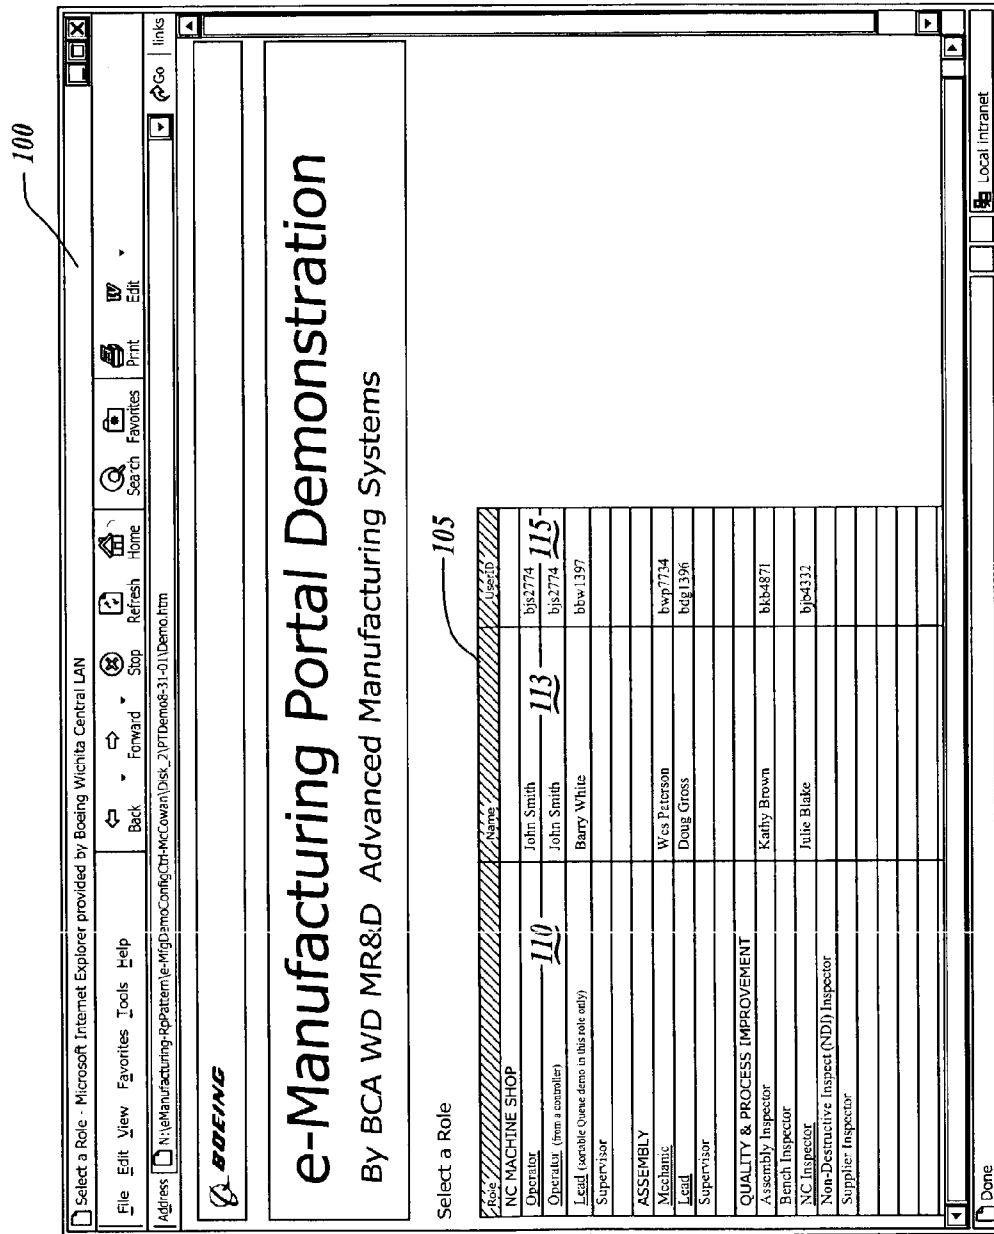 100
Select a Role - Microsoft Internet Explorer provided by Boeing Wichita Central LAN
File Edit View Favorites Tools Help
Back Forward Stop Refresh Home Search Favorites Print Edit
Address N:\eManufacturing-RpPattern\e-MfgDemoConfigCtrl-McCowan\Disk_2\PTDemo8-31-01\Demo.htm Go links
BOEING
e-Manufacturing Portal Demonstration
By BCA WD MR&D Advanced Manufacturing Systems
Select a Role
105
Role Name UserID
NC MACHINE SHOP
Operator John Smith bjs2774
110 113 115
Operator (from a controller) John Smith bjs2774
Lead (sortable Queue demo in this role only) Barry White bbw1397
Supervisor
ASSEMBLY
Mechanic Wes Paterson bwp7734
Lead Doug Gross bdg1396
Supervisor
QUALITY & PROCESS IMPROVEMENT
Assembly Inspector Kathy Brown bkb4871
Bench Inspector
NC Inspector Julie Blake bjb4332
Non-Destructive Inspect (NDI) Inspector
Supplier Inspector
Done Local intranet